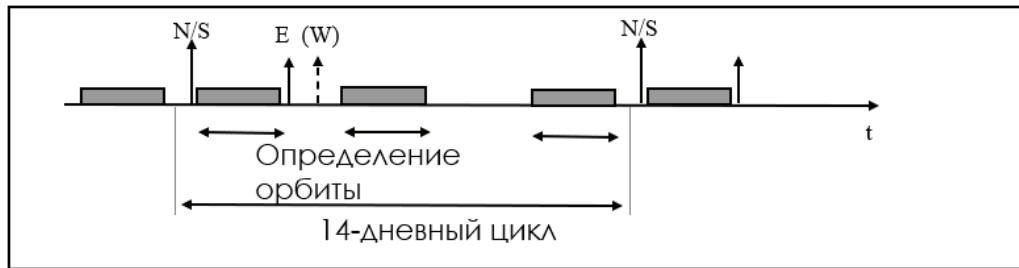 N/S
E (W)
N/S
t
Определение
орбиты
14-дневный цикл